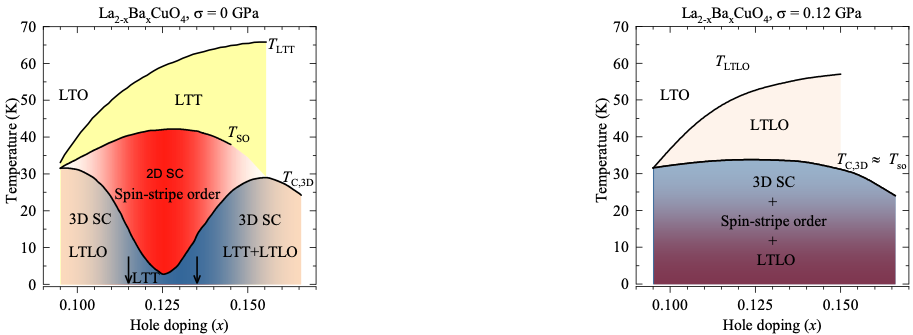 La2-xBaxCuO4, σ = 0 GPa
70
60
50
40
30
20
10
0
Temperature (K)
LTO
LTT
TLTT
TSO
2D SC
Spin-stripe order
TC,3D
3D SC
LTLO
3D SC
LTT+LTLO
LTT
0.100
0.125
0.150
Hole doping (x)
La2-xBaxCuO4, σ = 0.12 GPa
70
60
50
40
30
20
10
0
Temperature (K)
TLTLO
LTO
LTLO
TC,3D ≈ Tso
3D SC
+
Spin-stripe order
+
LTLO
0.100
0.125
0.150
Hole doping (x)